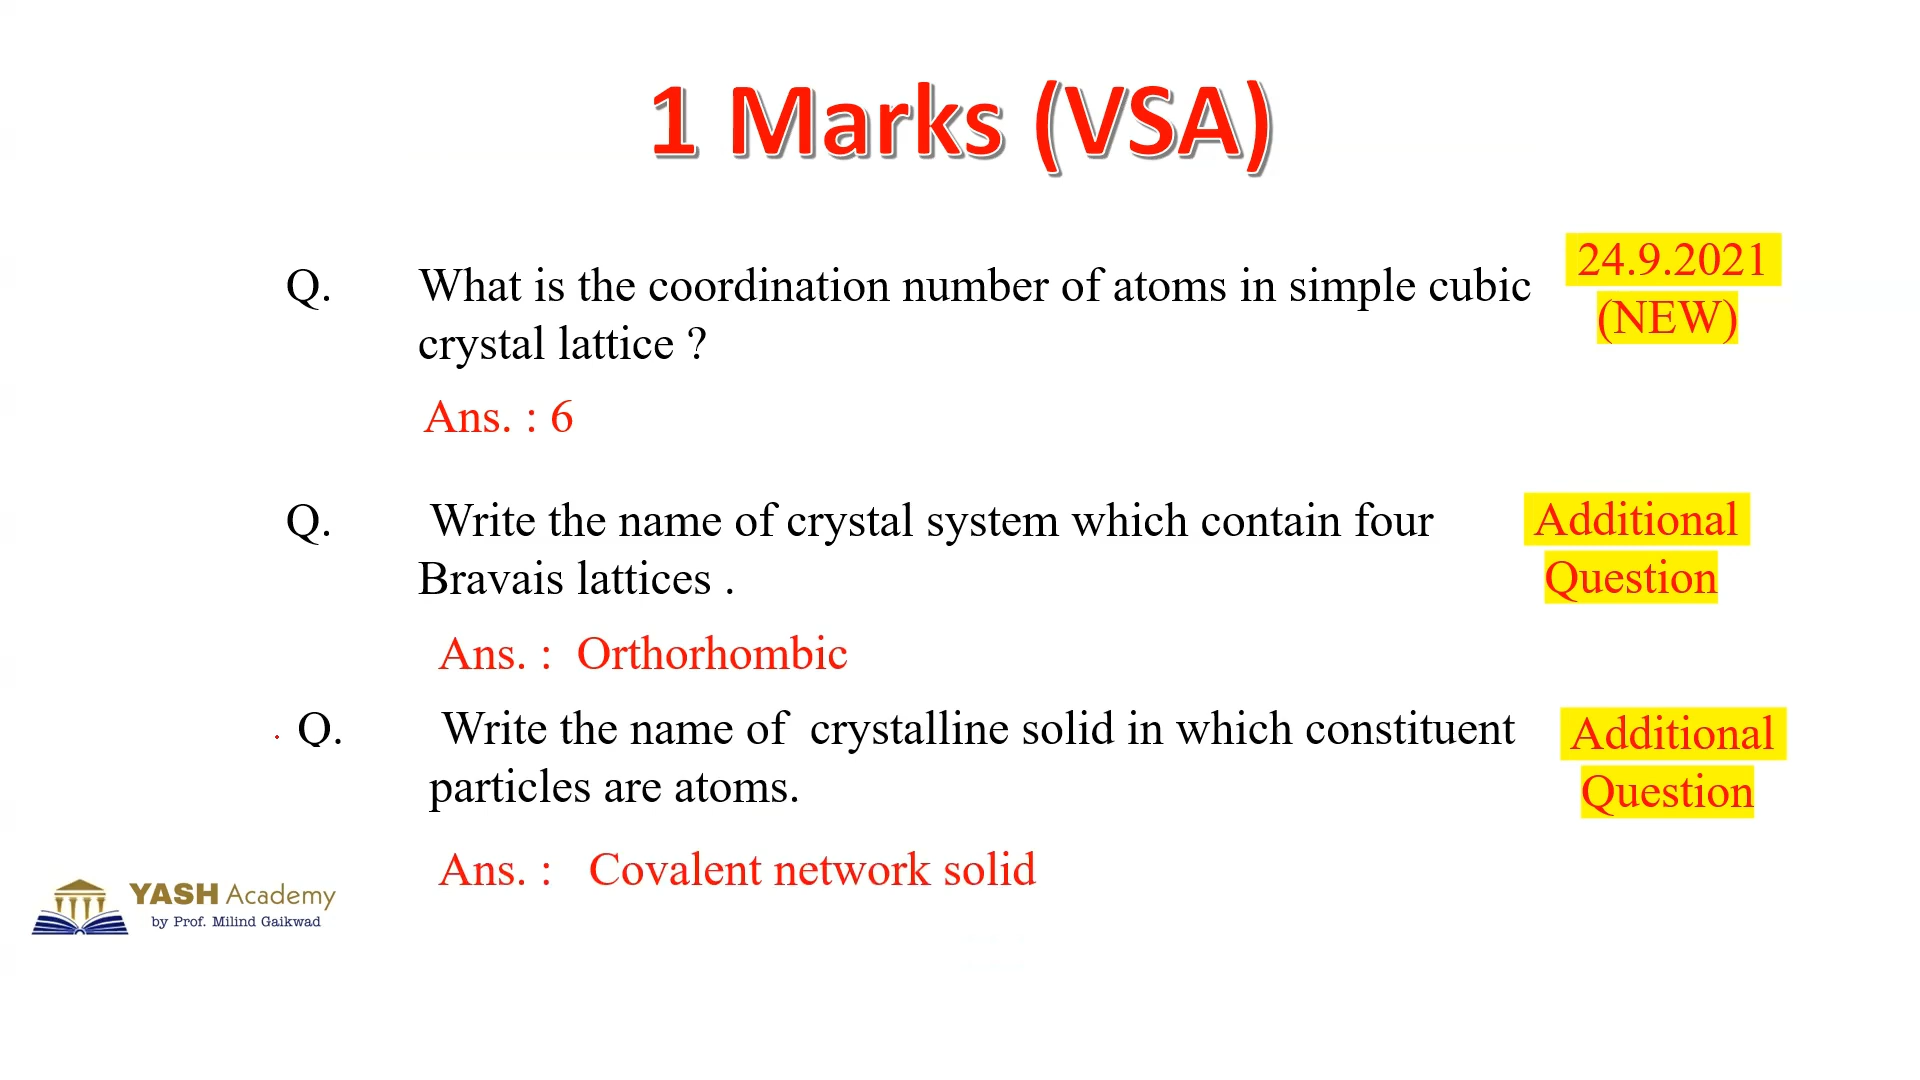 1 Marks (VSA)
Q. What is the coordination number of atoms in simple cubic
crystal lattice ?
24.9.2021
(NEW)
Ans. : 6
Q. Write the name of crystal system which contain four
Bravais lattices .
Additional
Question
Ans. : Orthorhombic
Q. Write the name of crystalline solid in which constituent
particles are atoms.
Additional
Question
Ans. : Covalent network solid
YASH Academy
by Prof. Milind Gaikwad